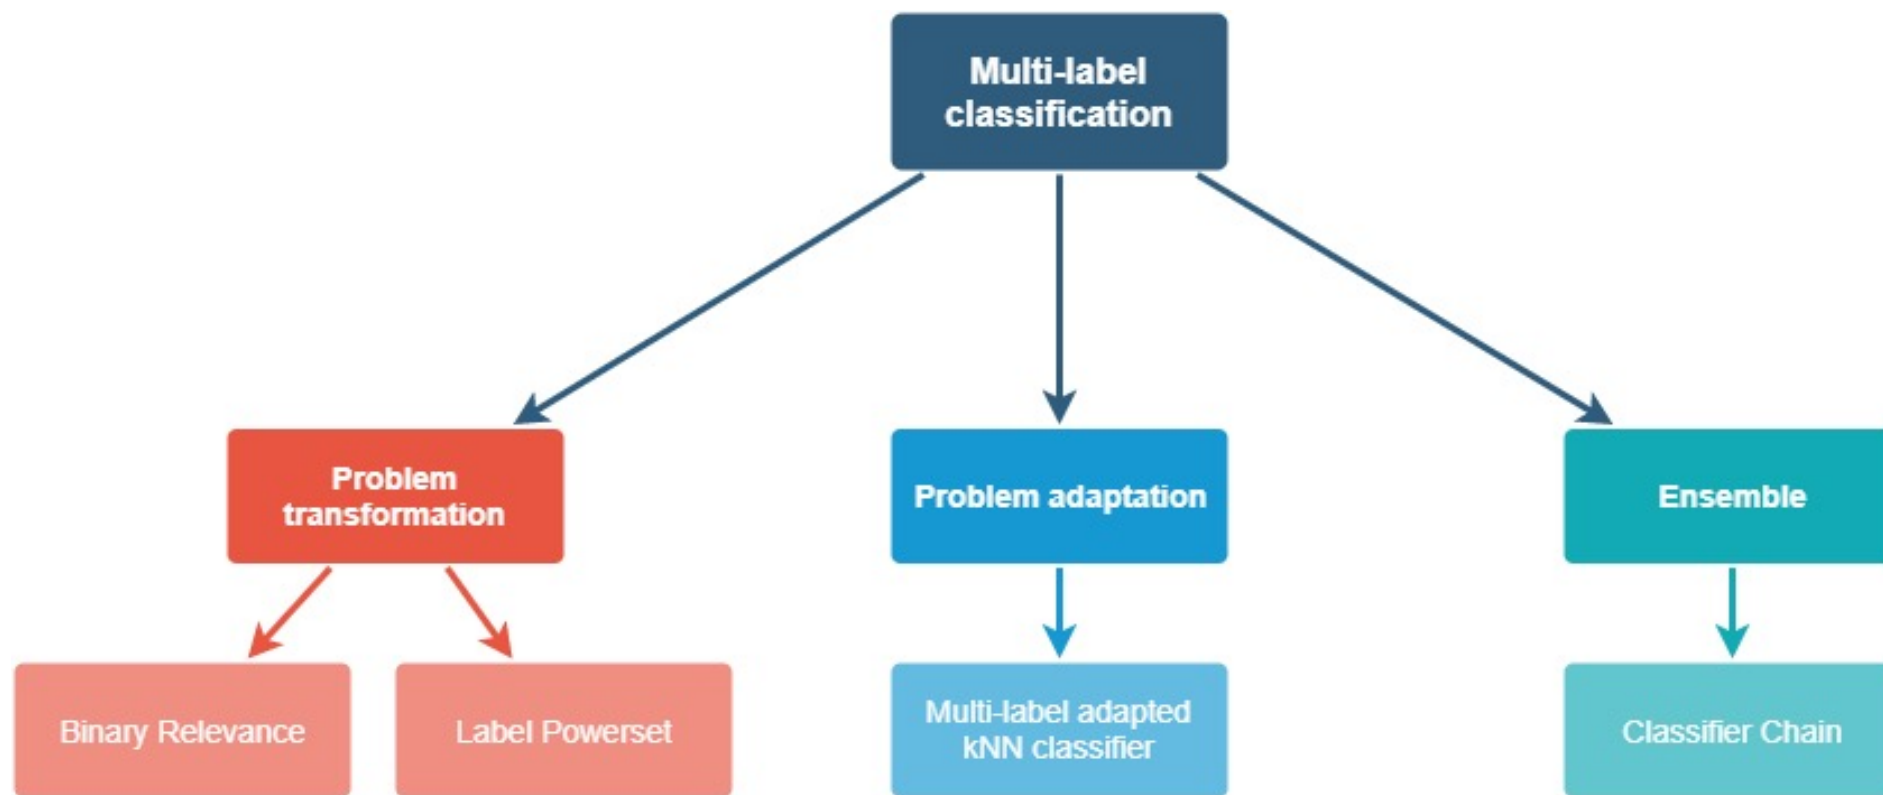 Multi-label
classification
Problem
transformation
Problem adaptation
Ensemble
Binary Relevance
Label Powerset
Multi-label adapted
kNN classifier
Classifier Chain